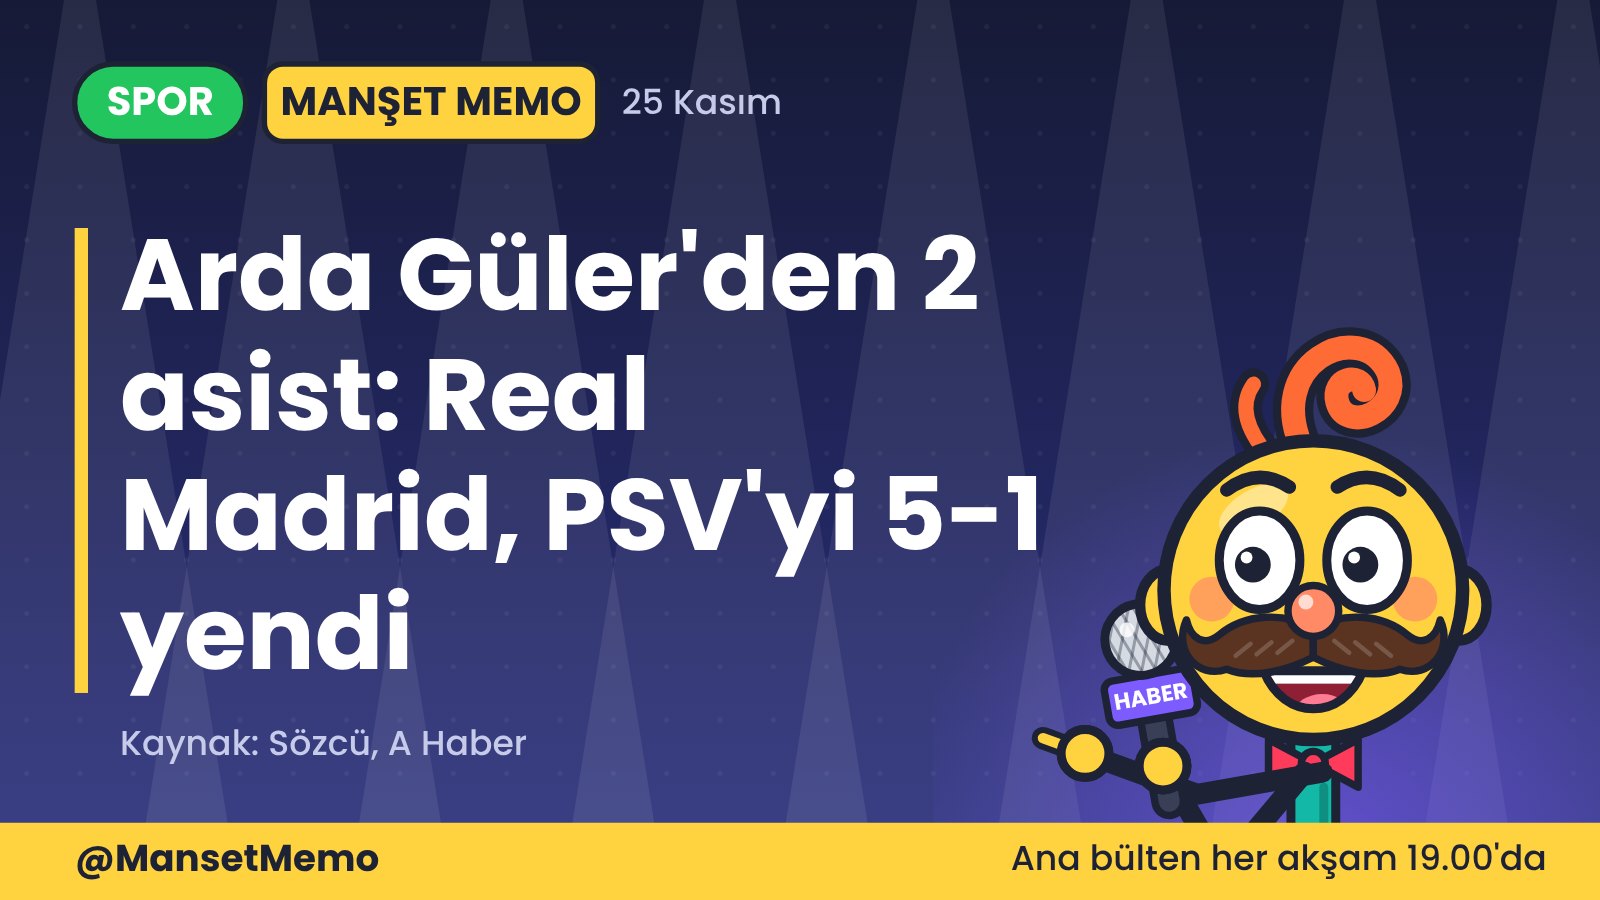 SPOR MANŞET MEMO 25 Kasım
Arda Güler'den 2
asist: Real
Madrid, PSV'yi 5-1
yendi
Kaynak: Sözcü, A Haber
HABER
@MansetMemo Ana bülten her akşam 19.00'da